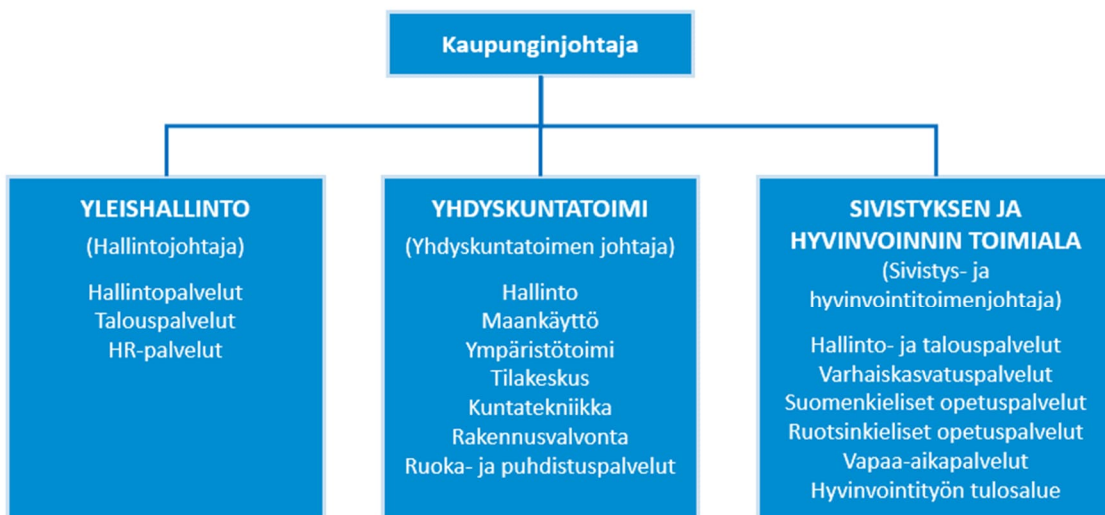 Kaupunginjohtaja
YLEISHALLINTO
(Hallintojohtaja)
Hallintopalvelut
Talouspalvelut
HR-palvelut
YHDYSKUNTATOIMI
(Yhdyskuntatoimen johtaja)
Hallinto
Maankäyttö
Ympäristötoimi
Tilakeskus
Kuntatekniikka
Rakennusvalvonta
Ruoka- ja puhdistuspalvelut
SIVISTYKSEN JA
HYVINVOINNIN TOIMIALA
(Sivistys- ja
hyvinvointitoimenjohtaja)
Hallinto- ja talouspalvelut
Varhaiskasvatuspalvelut
Suomenkieliset opetuspalvelut
Ruotsinkieliset opetuspalvelut
Vapaa-aikapalvelut
Hyvinvointityön tulosalue